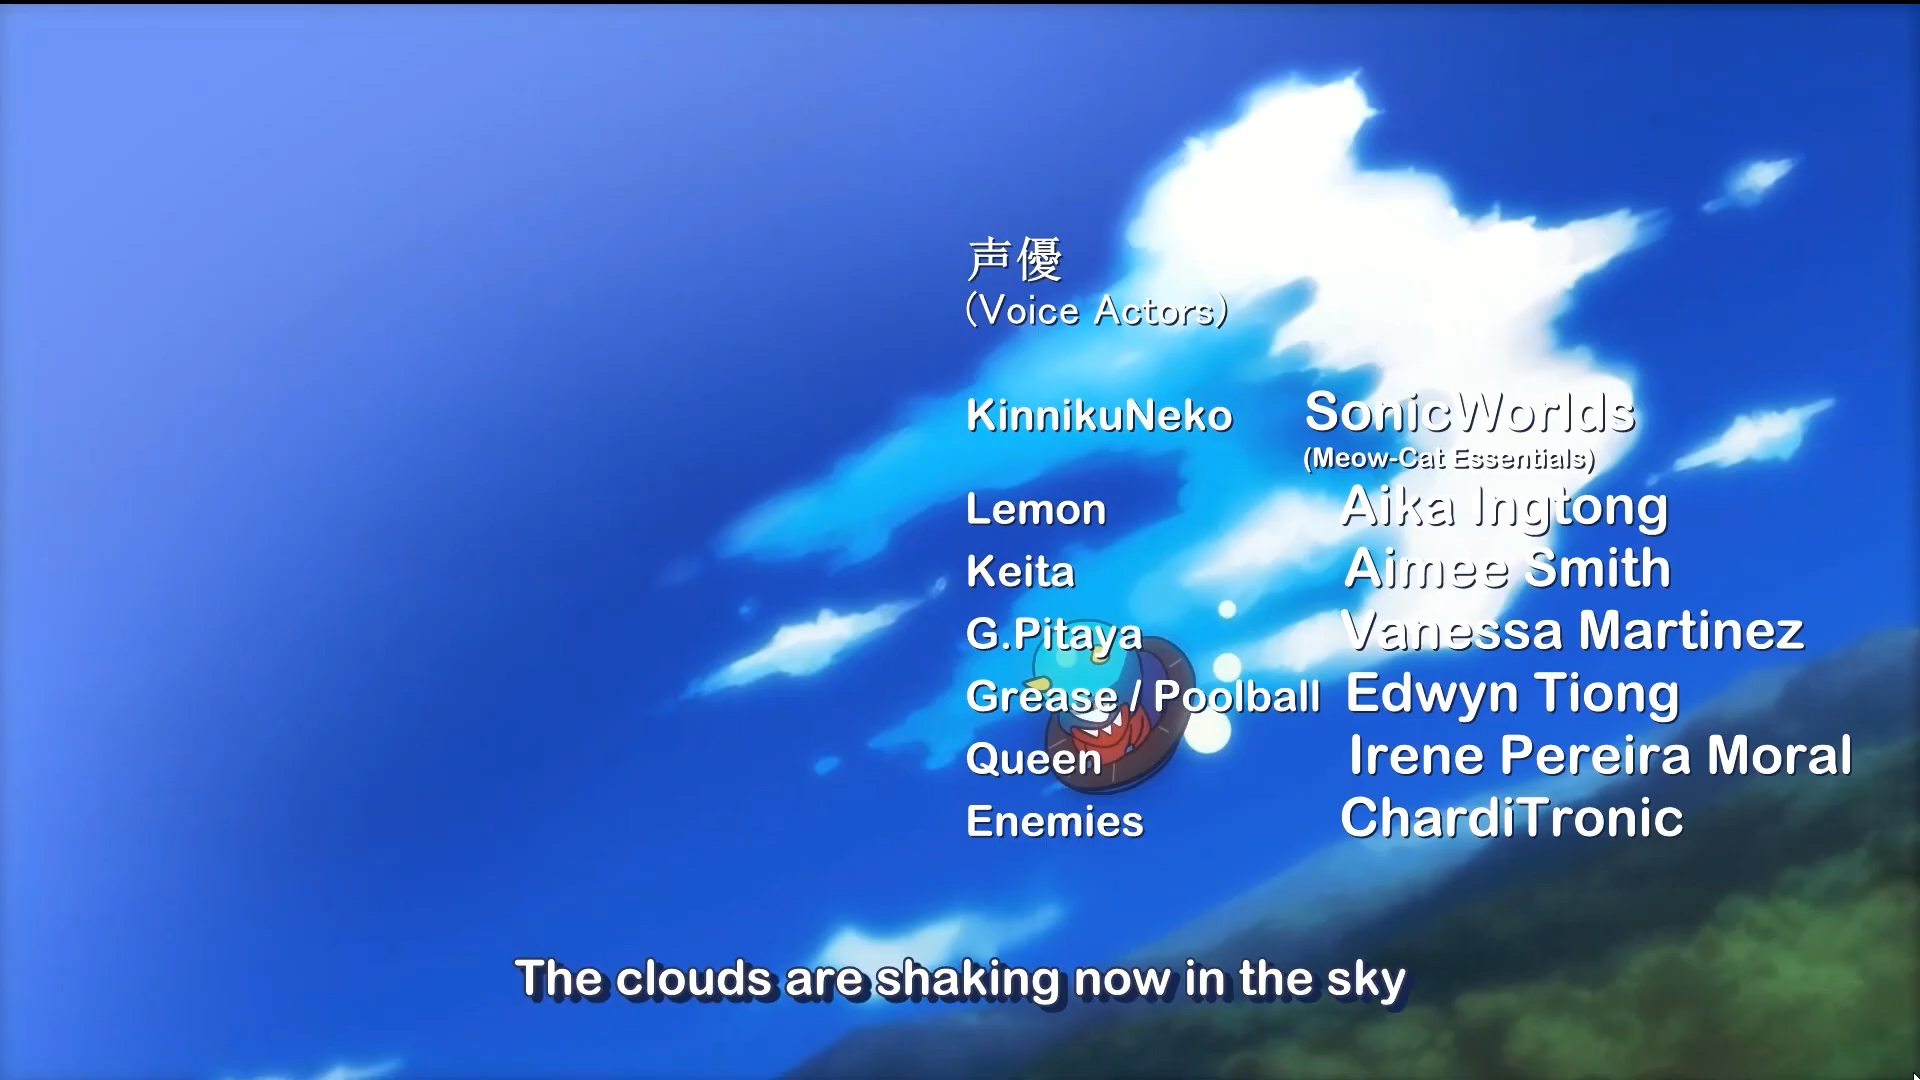 声優
(Voice Actors)
KinnikuNeko SonicWorlds
(Meow-Cat Essentials)
Lemon Aika Ingtong
Keita Aimee Smith
G.Pitaya Vanessa Martinez
Grease / Poolball Edwyn Tiong
Queen Irene Pereira Moral
Enemies ChardiTronic
The clouds are shaking now in the sky